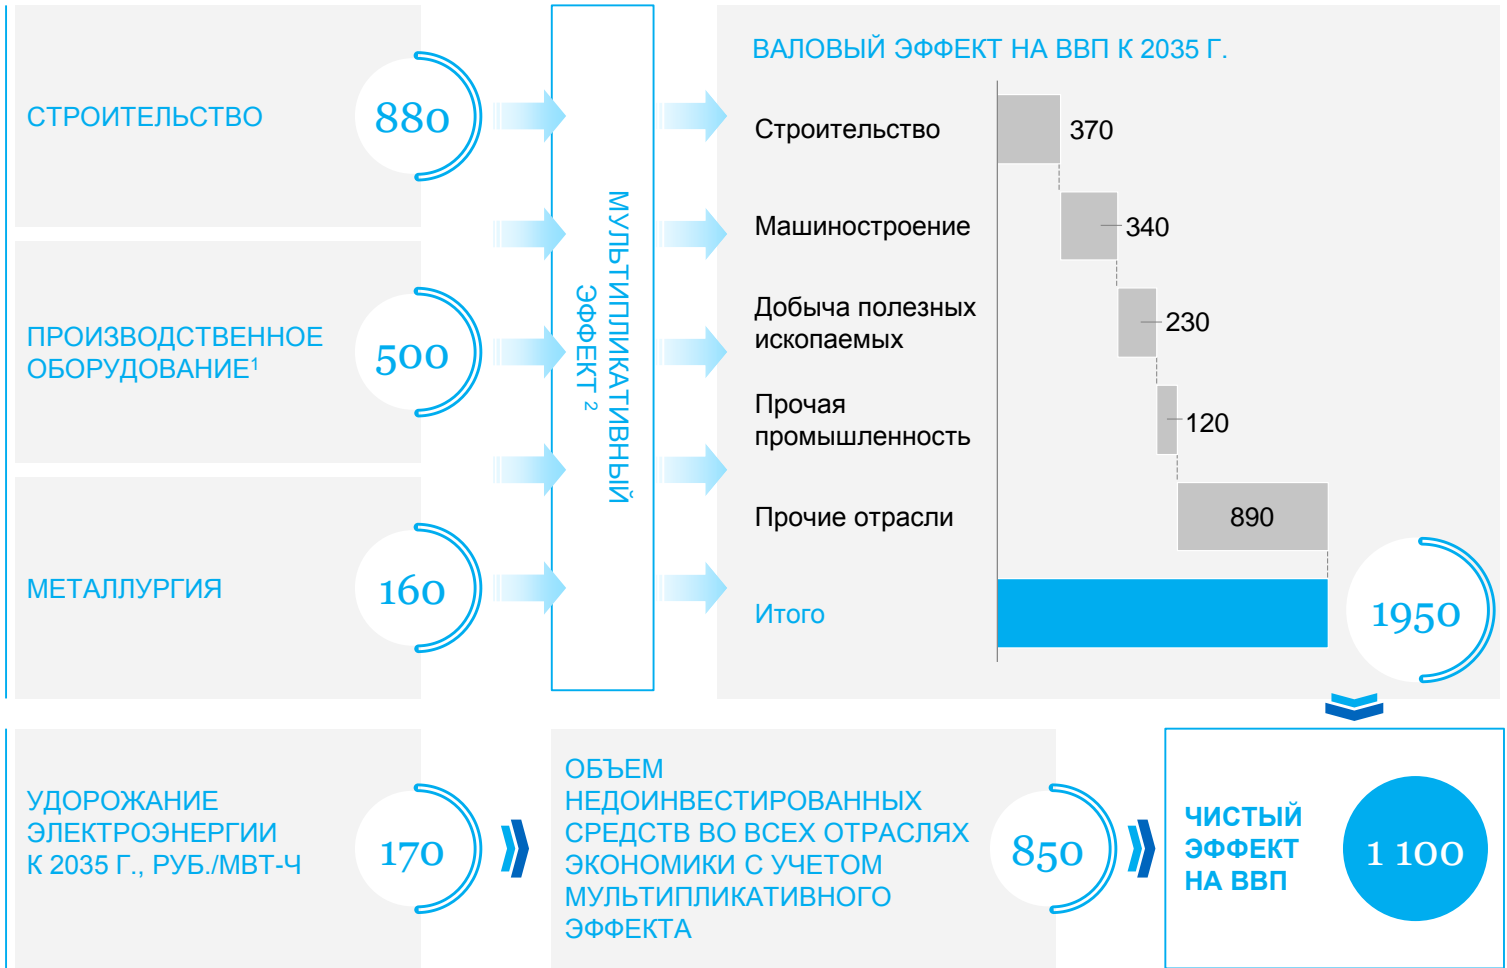 СТРОИТЕЛЬСТВО
880
ПРОИЗВОДСТВЕННОЕ
ОБОРУДОВАНИЕ¹
500
МЕТАЛЛУРГИЯ
160
МУЛЬТИПЛИКАТИВНЫЙ
ЭФФЕКТ ²
ВАЛОВЫЙ ЭФФЕКТ НА ВВП К 2035 Г.
Строительство
370
Машиностроение
340
Добыча полезных
ископаемых
230
Прочая
промышленность
120
Прочие отрасли
890
Итого
1950
УДОРОЖАНИЕ
ЭЛЕКТРОЭНЕРГИИ
К 2035 Г., РУБ./МВТ-Ч
170
ОБЪЕМ
НЕДОИНВЕСТИРОВАННЫХ
СРЕДСТВ ВО ВСЕХ ОТРАСЛЯХ
ЭКОНОМИКИ С УЧЕТОМ
МУЛЬТИПЛИКАТИВНОГО
ЭФФЕКТА
850
ЧИСТЫЙ
ЭФФЕКТ
НА ВВП
1 100